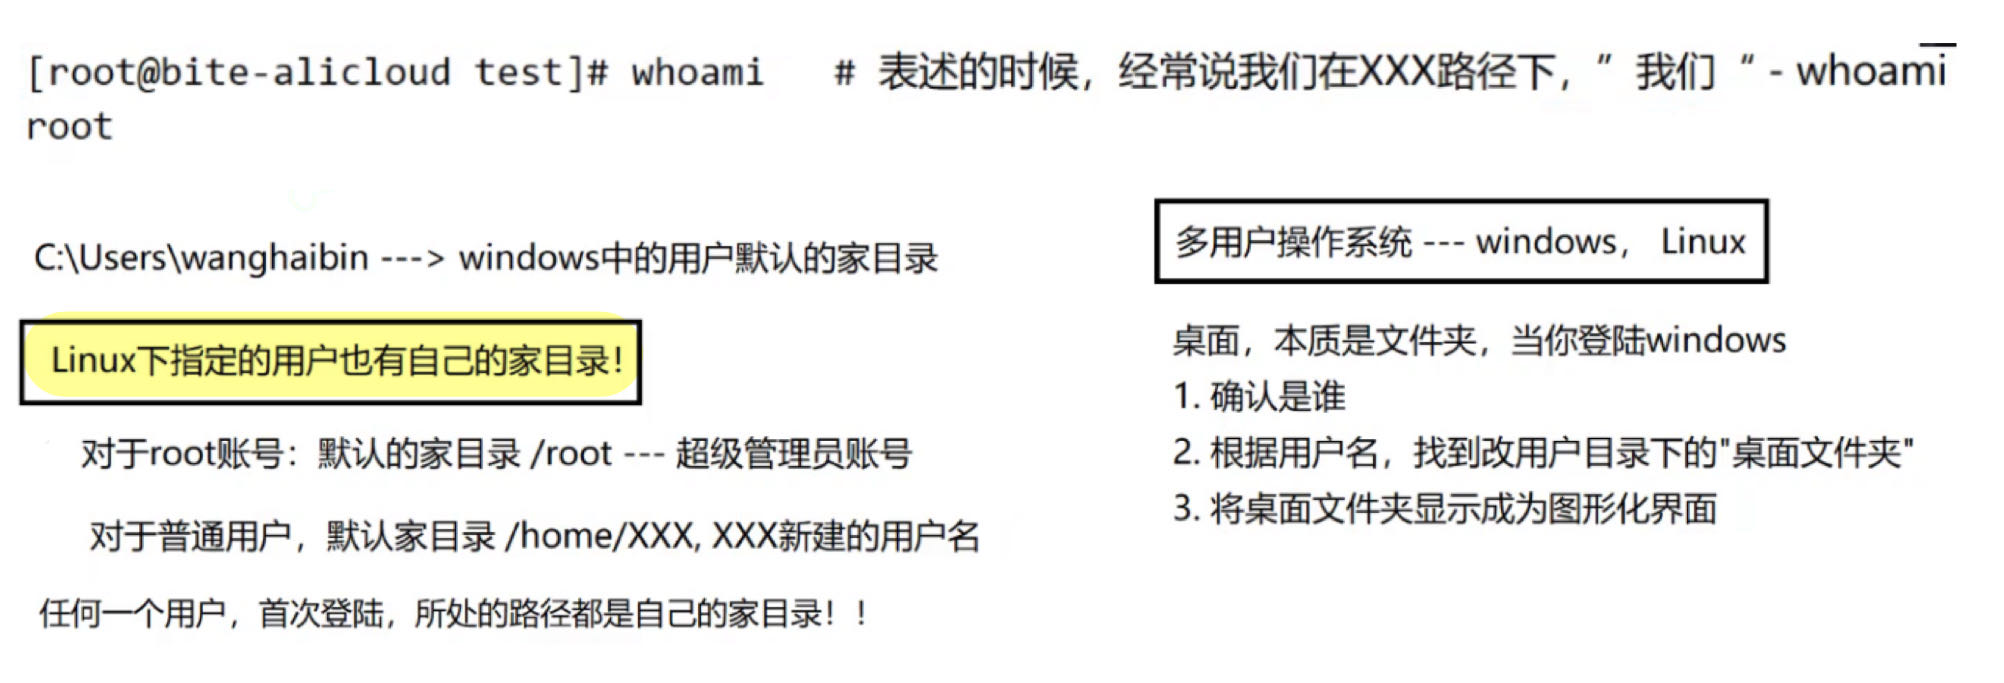 [root@bite-alicloud test]# whoami   # 表述的时候，经常说我们在XXX路径下，”我们“ - whoami
root
C:\Users\wanghaibin ---> windows中的用户默认的家目录
Linux下指定的用户也有自己的家目录！
对于root账号：默认的家目录 /root --- 超级管理员账号
对于普通用户，默认家目录 /home/XXX, XXX新建的用户名
任何一个用户，首次登陆，所处的路径都是自己的家目录！！
多用户操作系统 --- windows， Linux
桌面，本质是文件夹，当你登陆windows
1. 确认是谁
2. 根据用户名，找到改用户目录下的"桌面文件夹"
3. 将桌面文件夹显示成为图形化界面